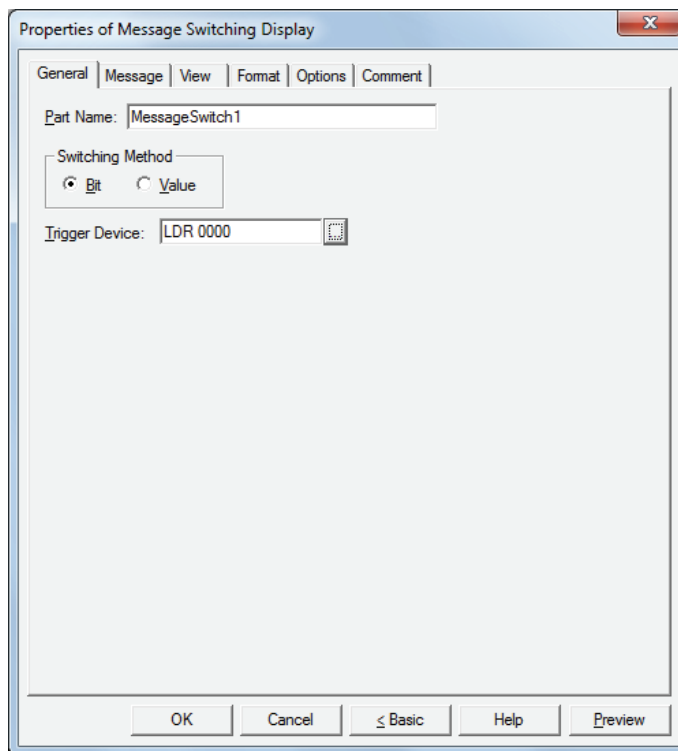 Properties of Message Switching Display
X
General Message View Format Options Comment
Part Name: MessageSwitch1
Switching Method
Bit Value
Trigger Device: LDR 0000
OK Cancel < Basic Help Preview